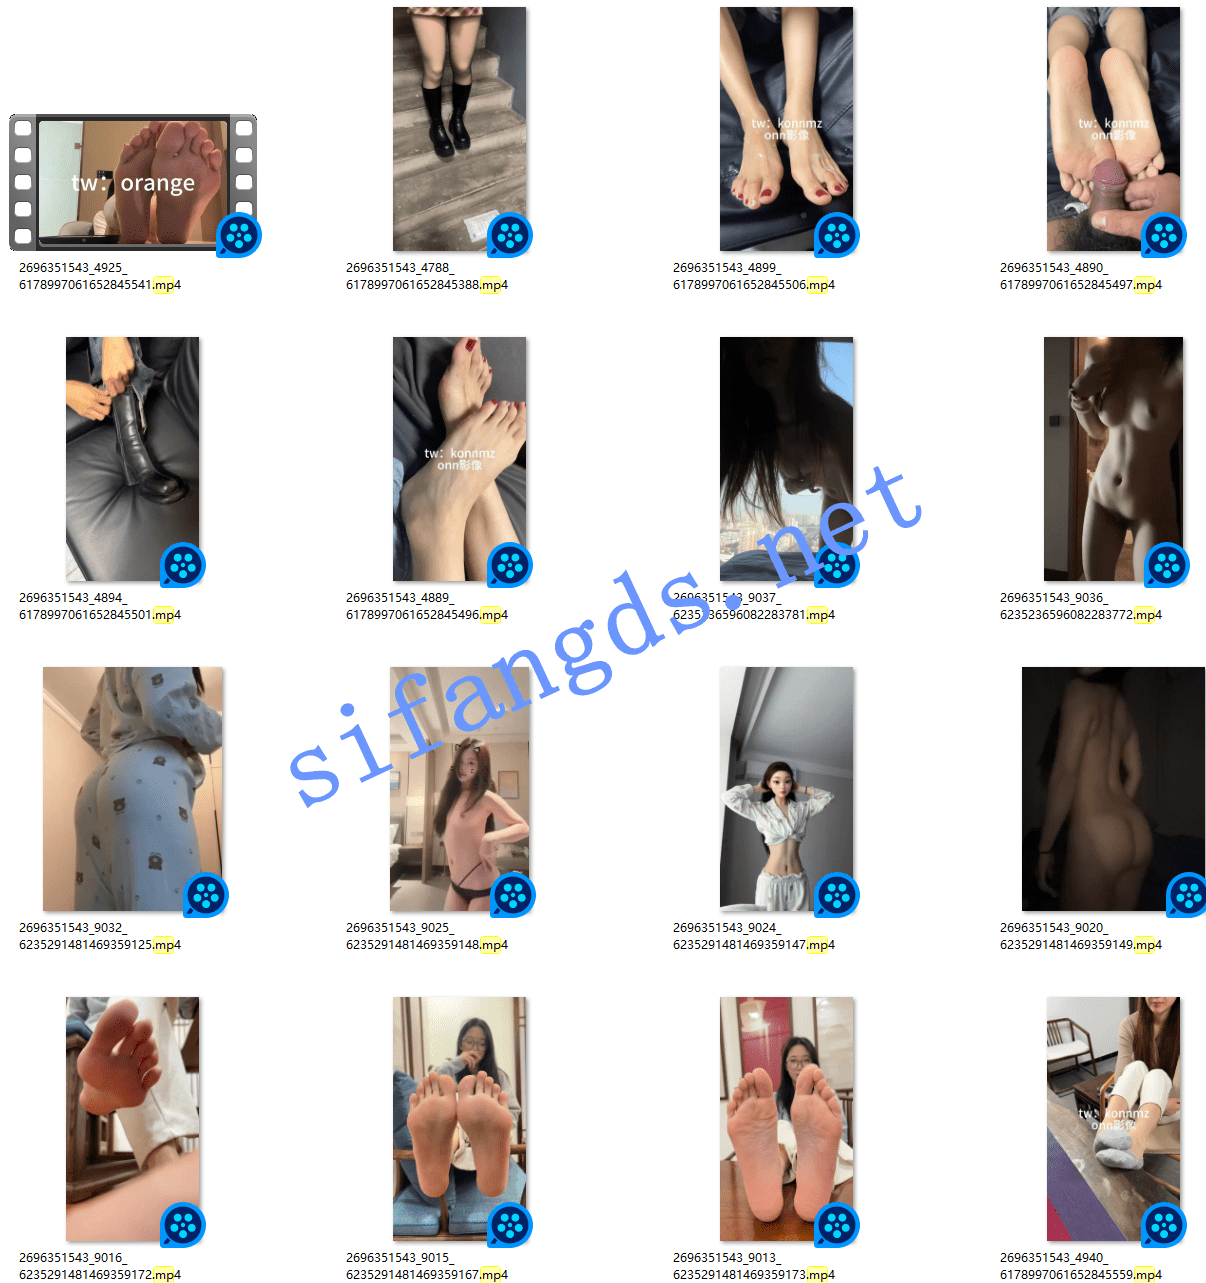 tw：orange
tw：konnmz
onn影像
tw：konnmz
onn影像
2696351543_4925_
6178997061652845541.mp4
2696351543_4788_
6178997061652845388.mp4
2696351543_4899_
6178997061652845506.mp4
2696351543_4890_
6178997061652845497.mp4
tw：konnmz
onn影像
2696351543_4894_
6178997061652845501.mp4
2696351543_4889_
6178997061652845496.mp4
2696351543_9037_
6235236596082283781.mp4
2696351543_9036_
6235236596082283772.mp4
sifangds.net
2696351543_9032_
6235291481469359125.mp4
2696351543_9025_
6235291481469359148.mp4
2696351543_9024_
6235291481469359147.mp4
2696351543_9020_
6235291481469359149.mp4
tw：konnmz
onn影像
2696351543_9016_
6235291481469359172.mp4
2696351543_9015_
6235291481469359167.mp4
2696351543_9013_
6235291481469359173.mp4
2696351543_4940_
6178997061652845559.mp4